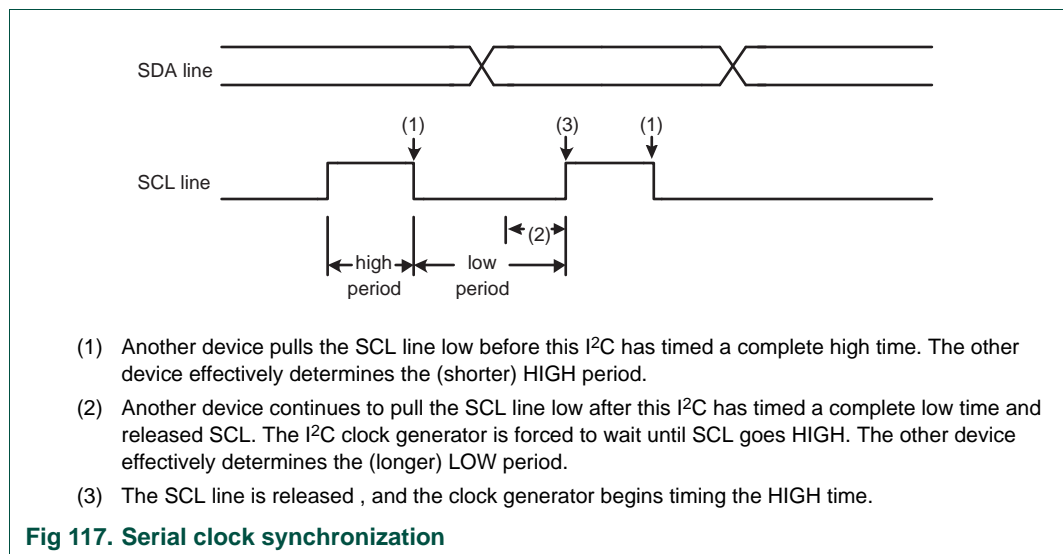 SDA line
(1)
(3)
(1)
SCL line
(2)
high
period
low
period
(1) Another device pulls the SCL line low before this I²C has timed a complete high time. The other
device effectively determines the (shorter) HIGH period.
(2) Another device continues to pull the SCL line low after this I²C has timed a complete low time and
released SCL. The I²C clock generator is forced to wait until SCL goes HIGH. The other device
effectively determines the (longer) LOW period.
(3) The SCL line is released , and the clock generator begins timing the HIGH time.
Fig 117. Serial clock synchronization